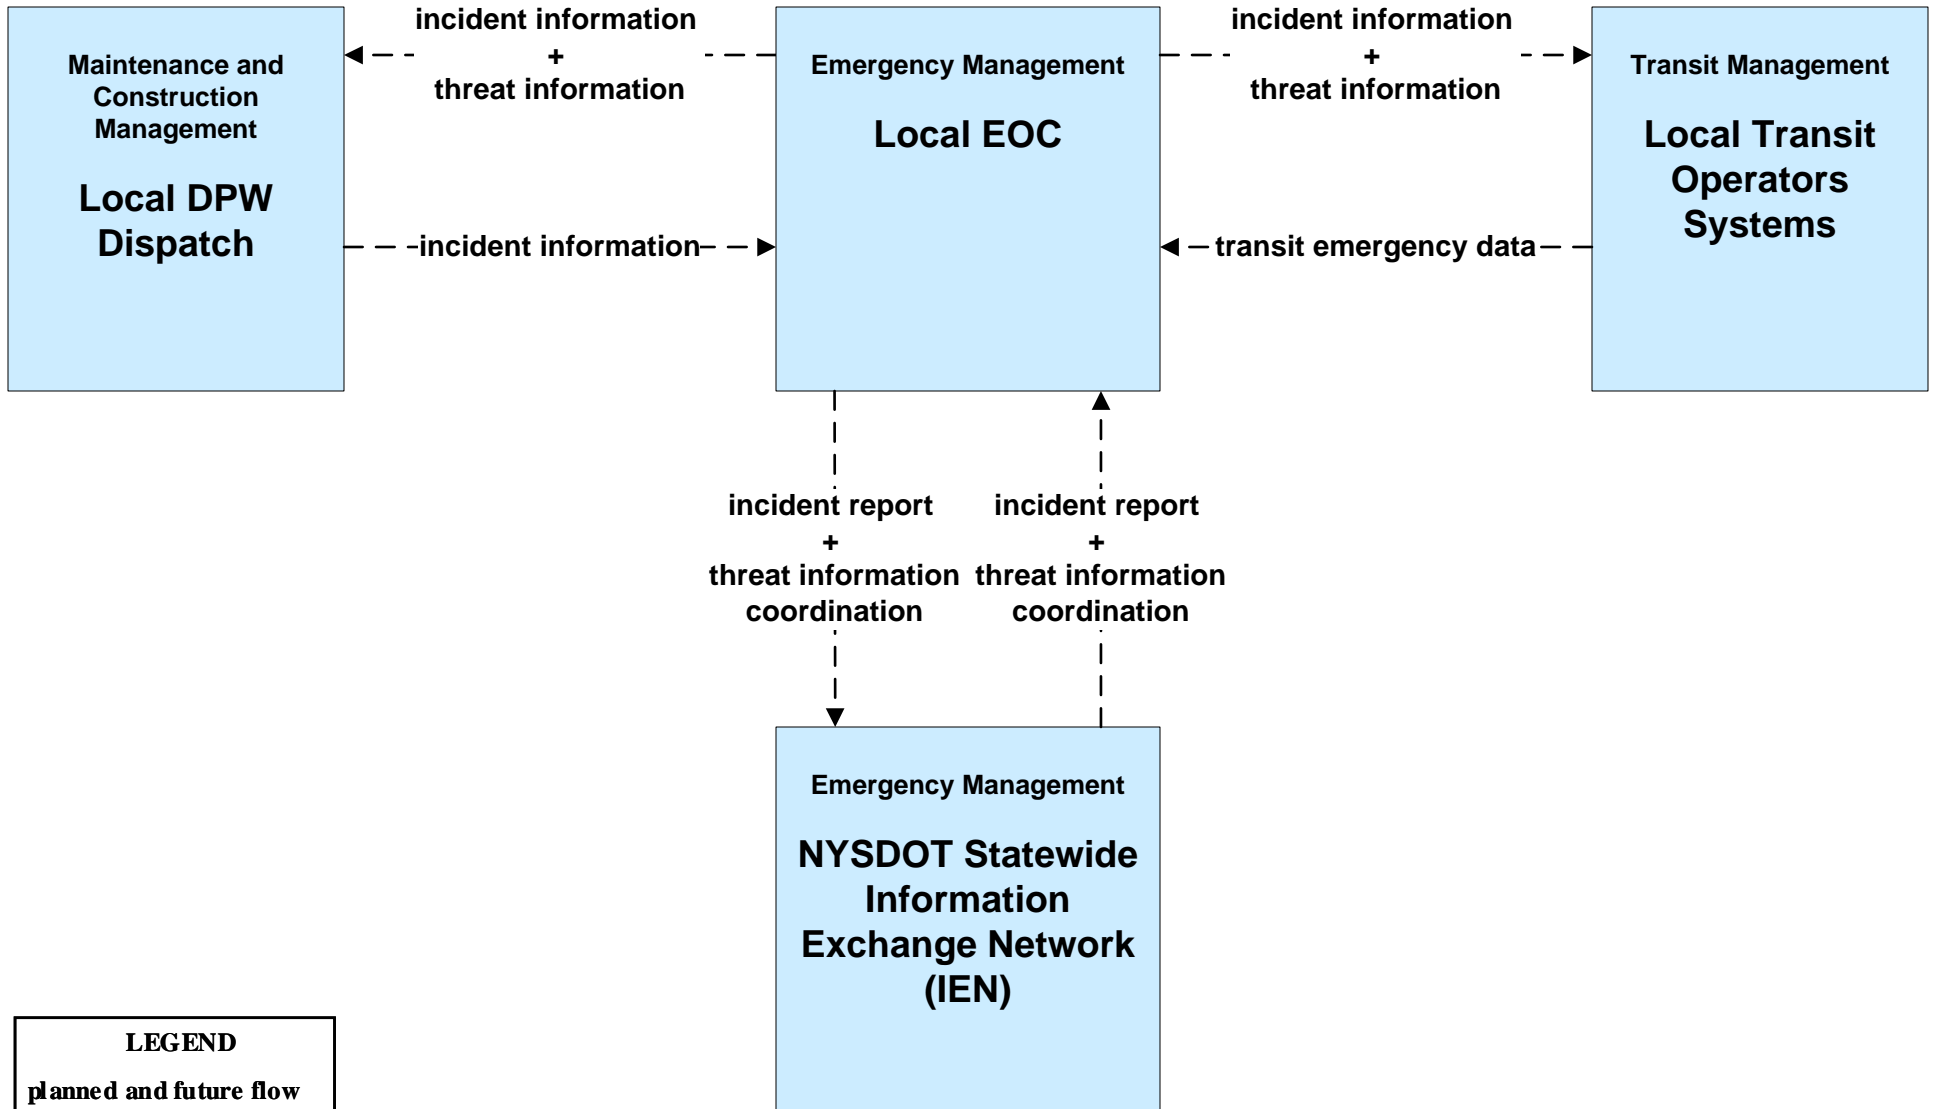 incident information
+
threat information
incident information
+
threat information
Maintenance and
Construction
Management
Local DPW
Dispatch
Emergency Management
Local EOC
Transit Management
Local Transit
Operators
Systems
incident information
transit emergency data
incident report
+
threat information
coordination
incident report
+
threat information
coordination
Emergency Management
NYSDOT Statewide
Information
Exchange Network
(IEN)
LEGEND
planned and future flow